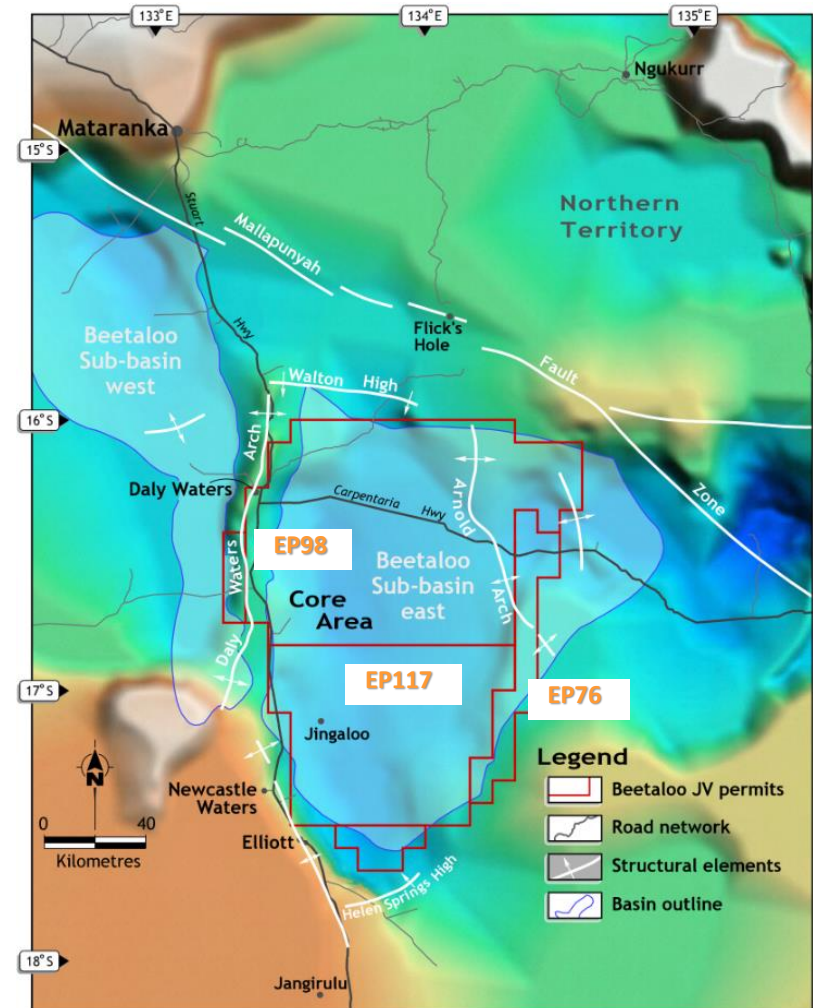 133°E
134°E
135°E
Ngukurr
Mataranka
15°S
Stuart
Hwy
Northern
Territory
Mallapunyah
Fault
Zone
Flick's
Hole
Beetaloo
Sub-basin
west
Walton High
16°S
Arch
Waters
Daly
Daly Waters
Carpentaria Hwy
Arnold
Arch
EP98
Beetaloo
Sub-basin
east
Core
Area
17°S
EP117
EP76
Jingaloo
N
Newcastle
Waters
0 40
Kilometres
Elliott
Helen Springs High
18°S
Jangirulu
Legend
Beetaloo JV permits
Road network
Structural elements
Basin outline